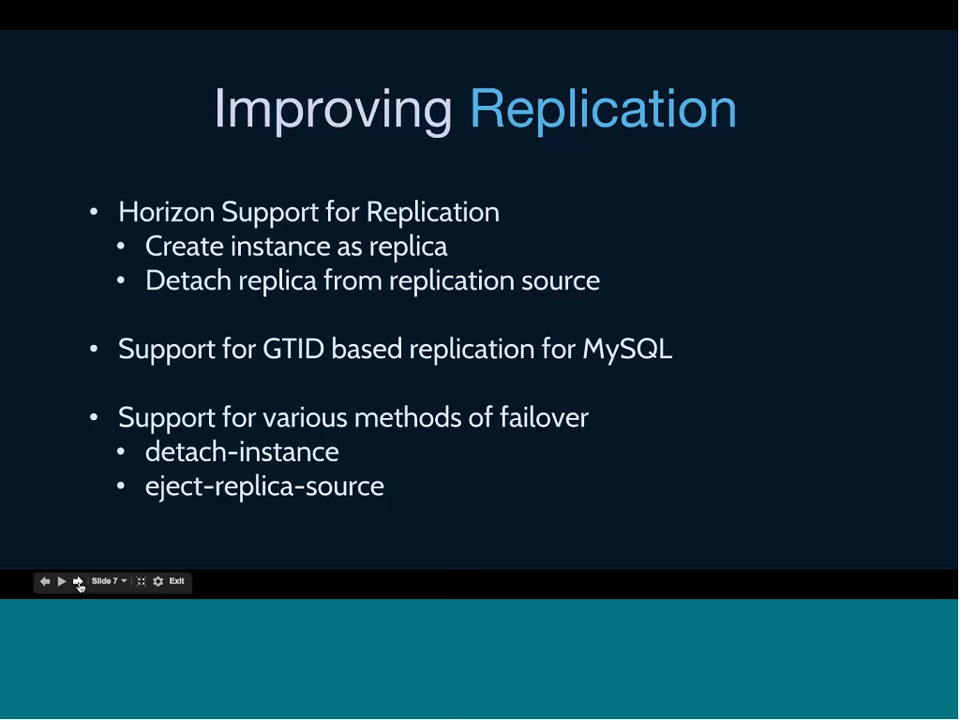 Improving Replication
• Horizon Support for Replication
• Create instance as replica
• Detach replica from replication source
• Support for GTID based replication for MySQL
• Support for various methods of failover
• detach-instance
• eject-replica-source
Slide 7 Exit